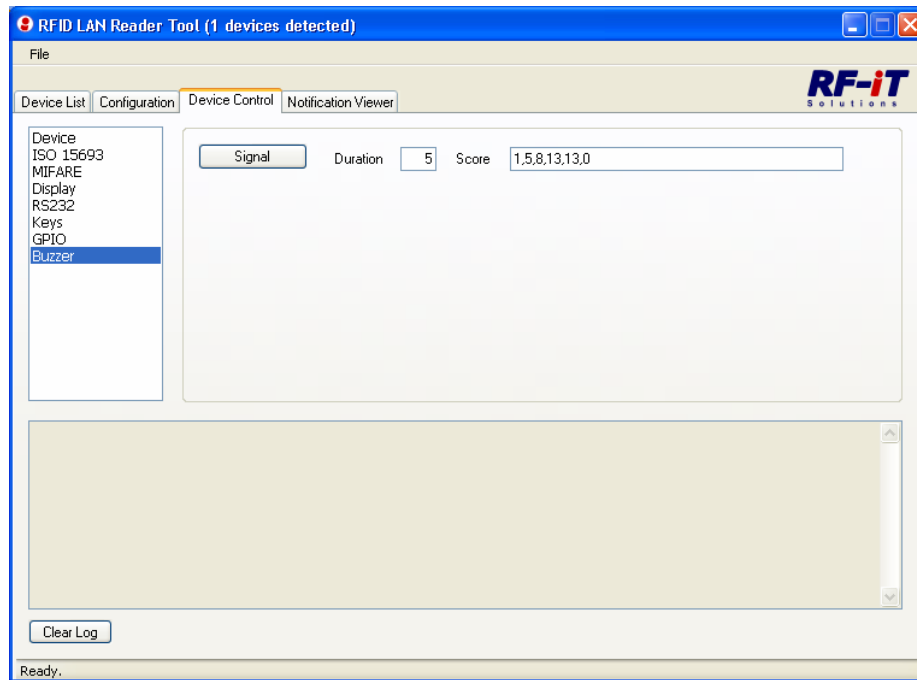 RFID LAN Reader Tool (1 devices detected)
File
RF-iT
Solutions
Device List Configuration Device Control Notification Viewer
Device
ISO 15693
MIFARE
Display
RS232
Keys
GPIO
Buzzer
Signal Duration 5 Score 1,5,8,13,13,0
Clear Log
Ready.